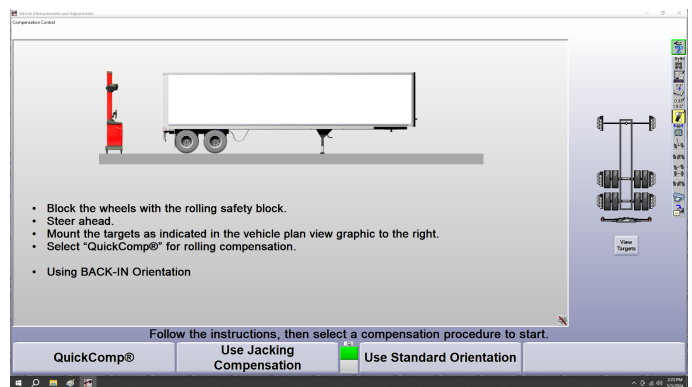 Vehicle Measurements and Adjustments
Compensation Control
• Block the wheels with the rolling safety block.
• Steer ahead.
• Mount the targets as indicated in the vehicle plan view graphic to the right.
• Select “QuickComp®” for rolling compensation.
• Using BACK-IN Orientation
View
Targets
Follow the instructions, then select a compensation procedure to start.
QuickComp®
Use Jacking
Compensation
Use Standard Orientation
3:23 PM